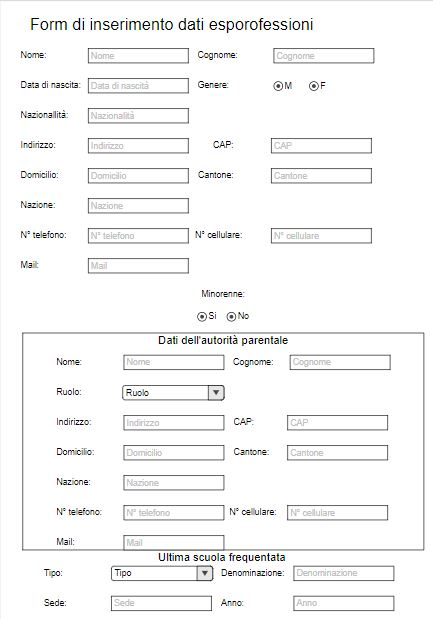 Form di inserimento dati esporofessioni
Nome: Nome Cognome: Cognome
Data di nascita: Data di nascità Genere: M F
Nazionallità: Nazionalità
Indirizzo: Indirizzo CAP: CAP
Domicilio: Domicilio Cantone: Cantone
Nazione: Nazione
N° telefono: N° telefono N° cellulare: N° cellulare
Mail: Mail
Minorenne:
Si No
Dati dell'autorità parentale
Nome: Nome Cognome: Cognome
Ruolo: Ruolo
Indirizzo: Indirizzo CAP: CAP
Domicilio: Domicilio Cantone: Cantone
Nazione: Nazione
N° telefono: N° telefono N° cellulare: N° cellulare
Mail: Mail
Ultima scuola frequentata
Tipo: Tipo Denominazione: Denominazione
Sede: Sede Anno: Anno